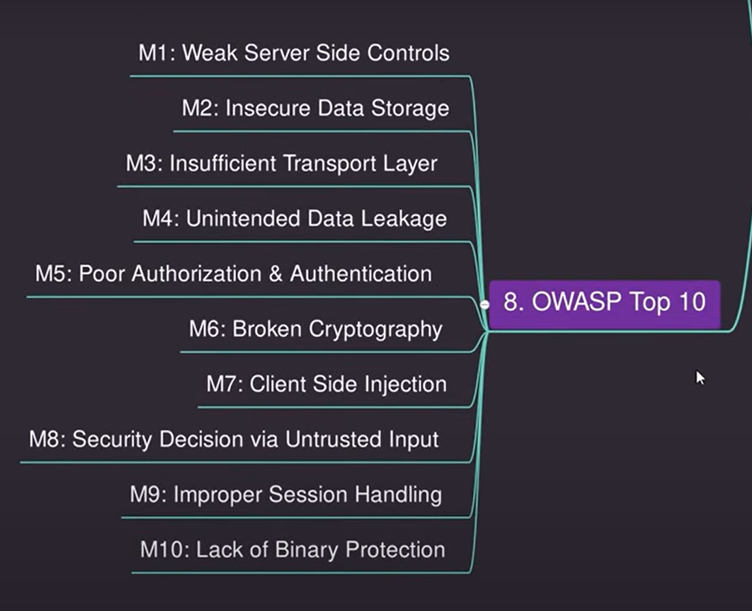 M1: Weak Server Side Controls
M2: Insecure Data Storage
M3: Insufficient Transport Layer
M4: Unintended Data Leakage
M5: Poor Authorization & Authentication
8. OWASP Top 10
M6: Broken Cryptography
M7: Client Side Injection
M8: Security Decision via Untrusted Input
M9: Improper Session Handling
M10: Lack of Binary Protection